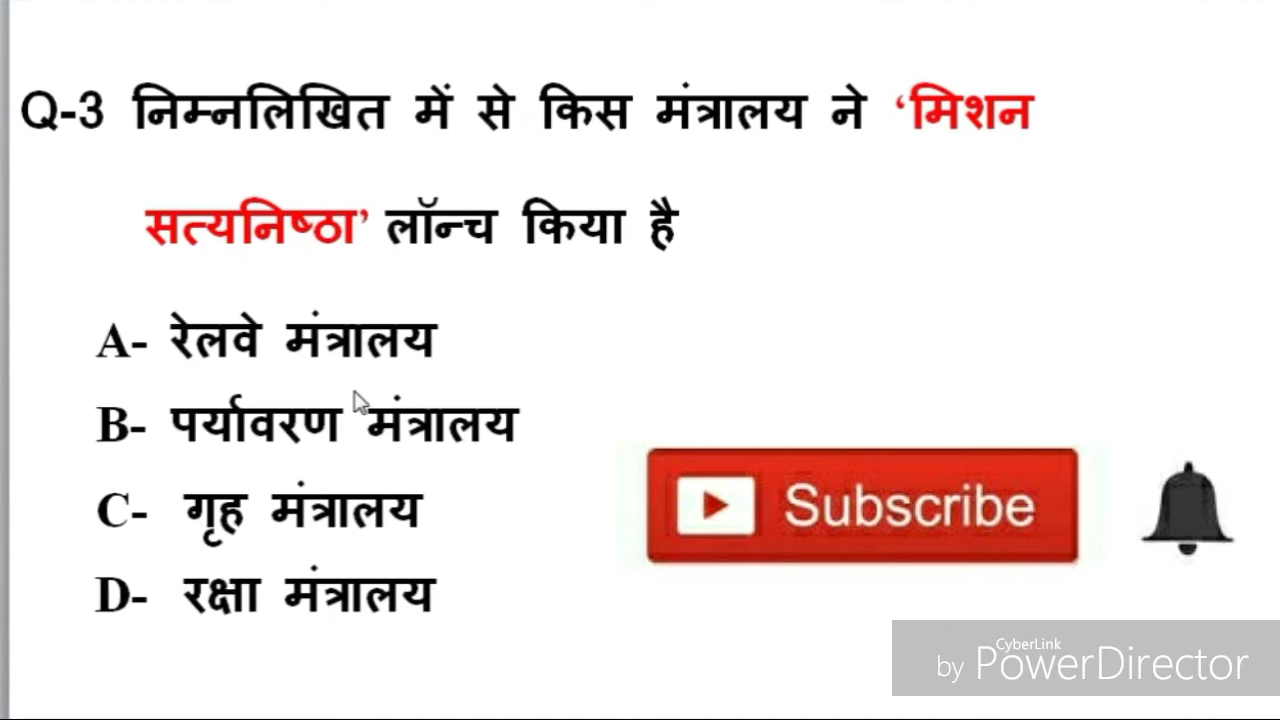 Q-3 निम्नलिखित में से किस मंत्रालय ने ‘मिशन
सत्यनिष्ठा’ लॉन्च किया है
A- रेलवे मंत्रालय
B- पर्यावरण मंत्रालय
C- गृह मंत्रालय
D- रक्षा मंत्रालय
Subscribe
CyberLink
by PowerDirector